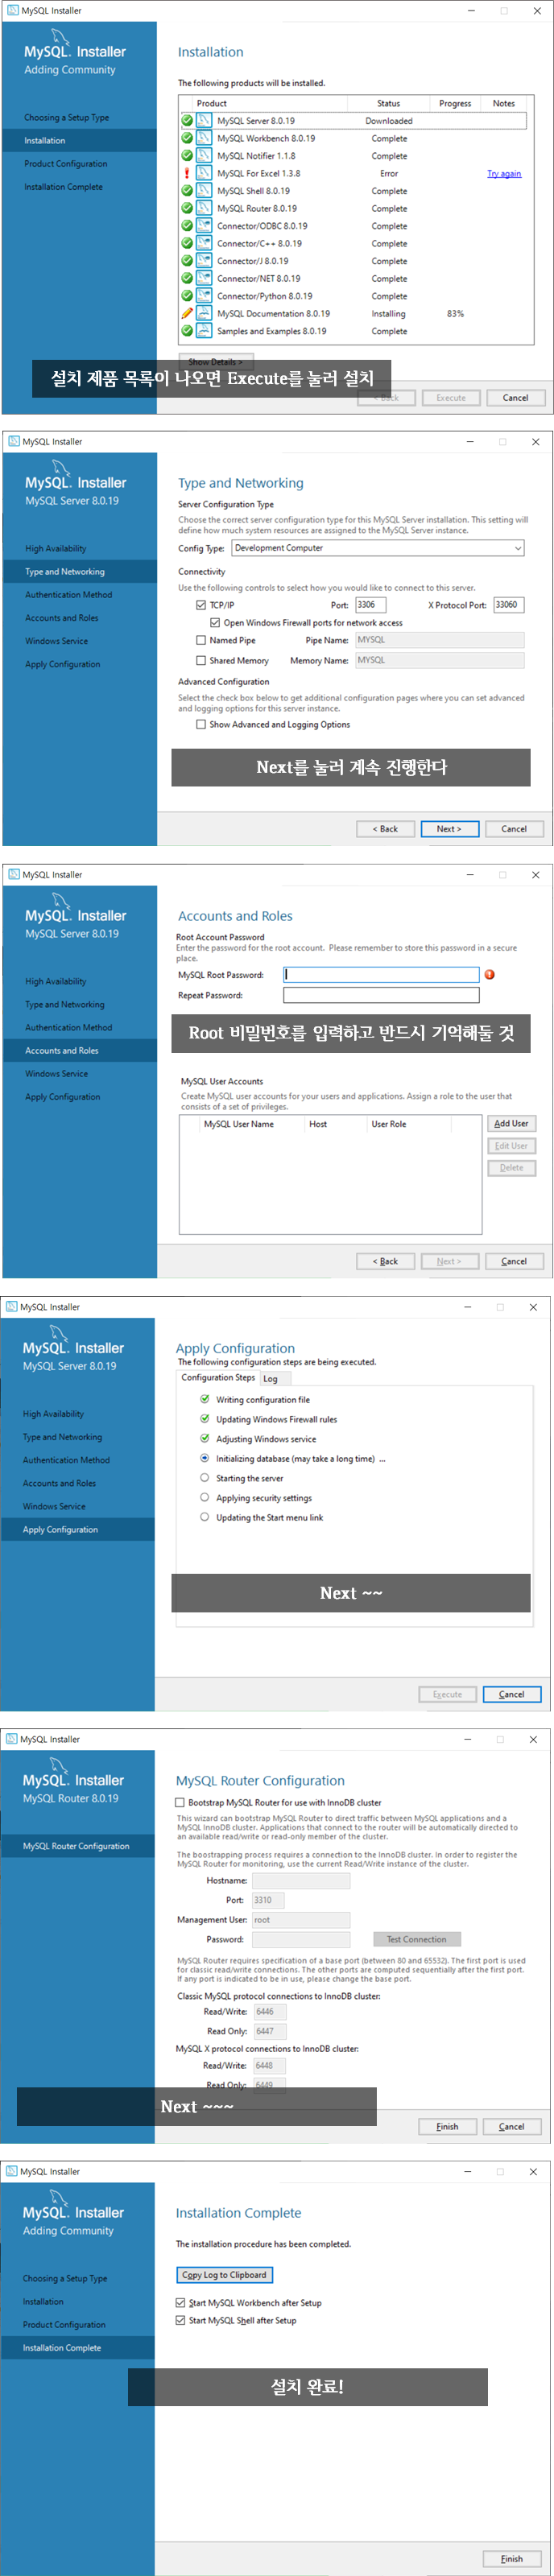 MySQL Installer
MySQL. Installer
Adding Community
Choosing a Setup Type
Installation
Product Configuration
Installation Complete
Installation
The following products will be installed.
Product Status Progress Notes
MySQL Server 8.0.19 Downloaded
MySQL Workbench 8.0.19 Complete
MySQL Notifier 1.1.8 Complete
MySQL For Excel 1.3.8 Error Try again
MySQL Shell 8.0.19 Complete
MySQL Router 8.0.19 Complete
Connector/ODBC 8.0.19 Complete
Connector/C++ 8.0.19 Complete
Connector/J 8.0.19 Complete
Connector/NET 8.0.19 Complete
Connector/Python 8.0.19 Complete
MySQL Documentation 8.0.19 Installing 83%
Samples and Examples 8.0.19 Complete
Show Details >
설치 제품 목록이 나오면 Execute를 눌러 설치
< Back Execute Cancel
MySQL Installer
MySQL. Installer
MySQL Server 8.0.19
High Availability
Type and Networking
Authentication Method
Accounts and Roles
Windows Service
Apply Configuration
Type and Networking
Server Configuration Type
Choose the correct server configuration type for this MySQL Server installation. This setting will
define how much system resources are assigned to the MySQL Server instance.
Config Type: Development Computer
Connectivity
Use the following controls to select how you would like to connect to this server.
TCP/IP Port: 3306 X Protocol Port: 33060
Open Windows Firewall ports for network access
Named Pipe Pipe Name: MYSQL
Shared Memory Memory Name: MYSQL
Advanced Configuration
Select the check box below to get additional configuration pages where you can set advanced
and logging options for this server instance.
Show Advanced and Logging Options
Next를 눌러 계속 진행한다
< Back Next > Cancel
MySQL Installer
MySQL. Installer
MySQL Server 8.0.19
High Availability
Type and Networking
Authentication Method
Accounts and Roles
Windows Service
Apply Configuration
Accounts and Roles
Root Account Password
Enter the password for the root account. Please remember to store this password in a secure
place.
MySQL Root Password:
Repeat Password:
Root 비밀번호를 입력하고 반드시 기억해둘 것
MySQL User Accounts
Create MySQL user accounts for your users and applications. Assign a role to the user that
consists of a set of privileges.
MySQL User Name Host User Role
Add User
Edit User
Delete
< Back Next > Cancel
MySQL Installer
MySQL. Installer
MySQL Server 8.0.19
High Availability
Type and Networking
Authentication Method
Accounts and Roles
Windows Service
Apply Configuration
Apply Configuration
The following configuration steps are being executed.
Configuration Steps Log
Writing configuration file
Updating Windows Firewall rules
Adjusting Windows service
Initializing database (may take a long time) ...
Starting the server
Applying security settings
Updating the Start menu link
Next ~~
Execute Cancel
MySQL Installer
MySQL. Installer
MySQL Router 8.0.19
MySQL Router Configuration
MySQL Router Configuration
Bootstrap MySQL Router for use with InnoDB cluster
This wizard can bootstrap MySQL Router to direct traffic between MySQL applications and a
MySQL InnoDB cluster. Applications that connect to the router will be automatically directed to
an available read/write or read-only member of the cluster.
The boostrapping process requires a connection to the InnoDB cluster. In order to register the
MySQL Router for monitoring, use the current Read/Write instance of the cluster.
Hostname:
Port: 3310
Management User: root
Password: Test Connection
MySQL Router requires specification of a base port (between 80 and 65532). The first port is used
for classic read/write connections. The other ports are computed sequentially after the first port.
If any port is indicated to be in use, please change the base port.
Classic MySQL protocol connections to InnoDB cluster:
Read/Write: 6446
Read Only: 6447
MySQL X protocol connections to InnoDB cluster:
Read/Write: 6448
Read Only: 6449
Next ~~~
Finish Cancel
MySQL Installer
MySQL. Installer
Adding Community
Choosing a Setup Type
Installation
Product Configuration
Installation Complete
Installation Complete
The installation procedure has been completed.
Copy Log to Clipboard
Start MySQL Workbench after Setup
Start MySQL Shell after Setup
설치 완료!
Finish